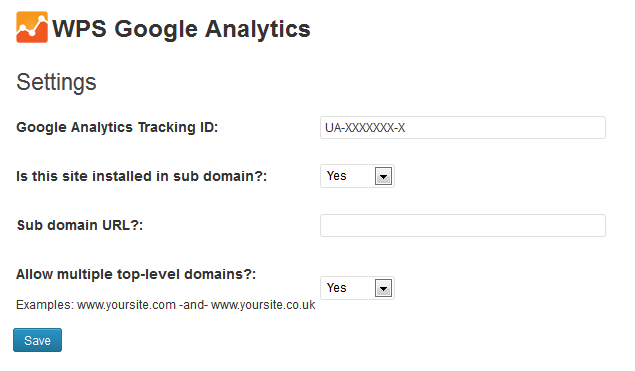 WPS Google Analytics
Settings
Google Analytics Tracking ID:
UA-XXXXXXX-X
Is this site installed in sub domain?:
Yes
Sub domain URL?:
Allow multiple top-level domains?:
Yes
Examples: www.yoursite.com -and- www.yoursite.co.uk
Save